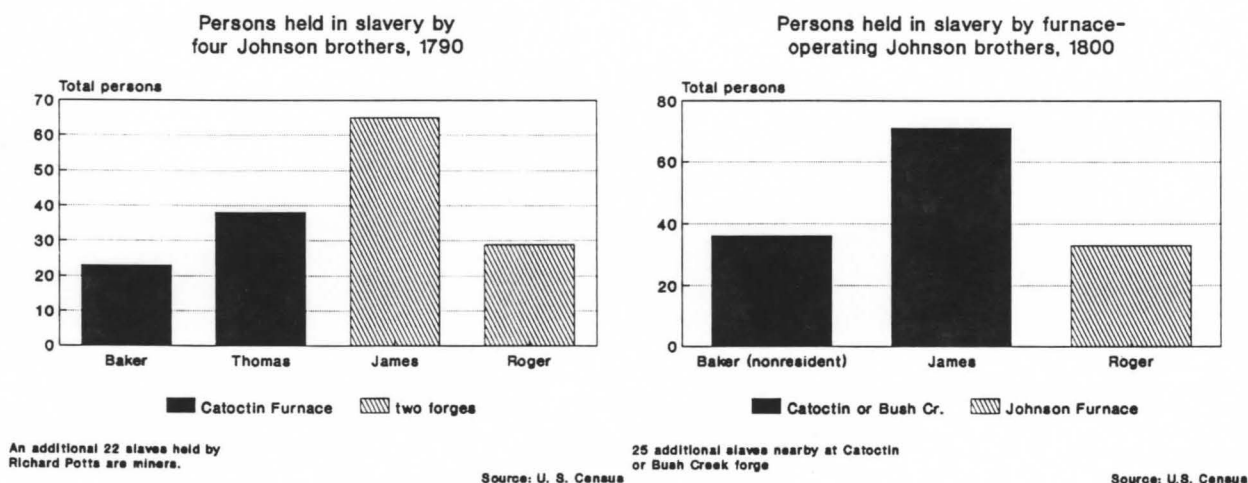 Persons held in slavery by
four Johnson brothers, 1790
Total persons
70
60
50
40
30
20
10
0
Baker Thomas James Roger
Catoctin Furnace two forges
An additional 22 slaves held by
Richard Potts are miners.
Source: U. S. Census
Persons held in slavery by furnace-
operating Johnson brothers, 1800
Total persons
80
60
40
20
0
Baker (nonresident) James Roger
Catoctin or Bush Cr. Johnson Furnace
25 additional slaves nearby at Catoctin
or Bush Creek forge
Source: U. S. Census